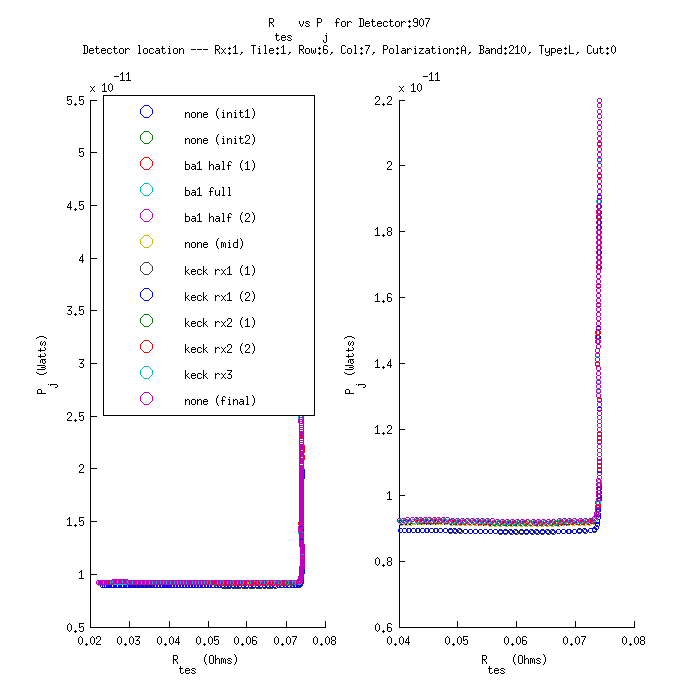 R_tes vs P_j for Detector:907
Detector location --- Rx:1, Tile:1, Row:6, Col:7, Polarization:A, Band:210, Type:L, Cut:0
x 10^-11
5.5
5
4.5
4
3.5
3
2.5
2
1.5
1
0.5
P_j (Watts)
none (init1)
none (init2)
ba1 half (1)
ba1 full
ba1 half (2)
none (mid)
keck rx1 (1)
keck rx1 (2)
keck rx2 (1)
keck rx2 (2)
keck rx3
none (final)
0.02 0.03 0.04 0.05 0.06 0.07 0.08
R_tes (Ohms)
x 10^-11
2.2
2
1.8
1.6
1.4
1.2
1
0.8
0.6
P_j (Watts)
0.04 0.05 0.06 0.07 0.08
R_tes (Ohms)